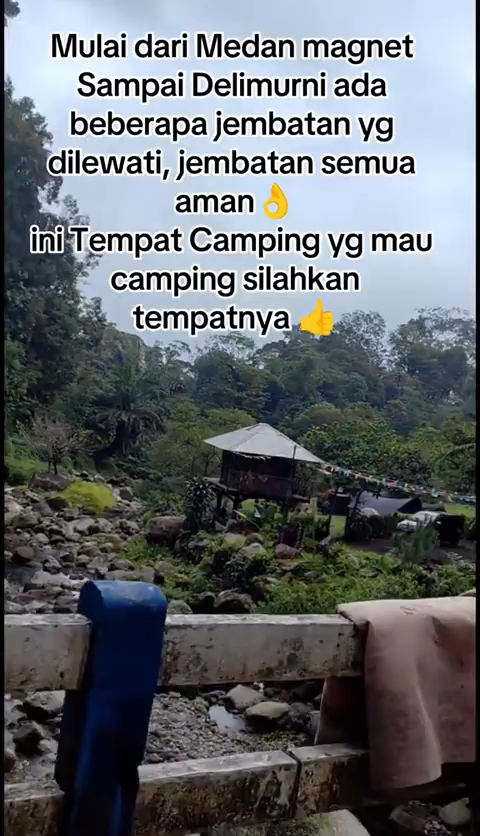 Mulai dari Medan magnet
Sampai Delimurni ada
beberapa jembatan yg
dilewati, jembatan semua
aman 👌
ini Tempat Camping yg mau
camping silahkan
tempatnya 👍